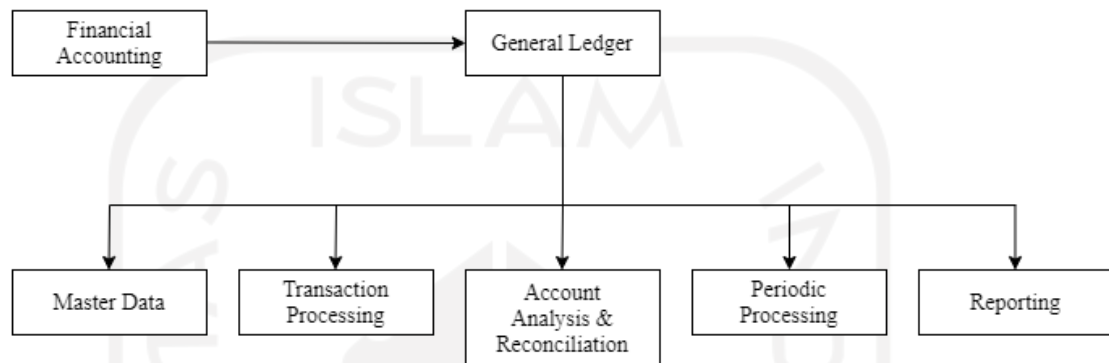 Financial
Accounting
General Ledger
ISLAM
Master Data
Transaction
Processing
Account
Analysis &
Reconciliation
Periodic
Processing
Reporting